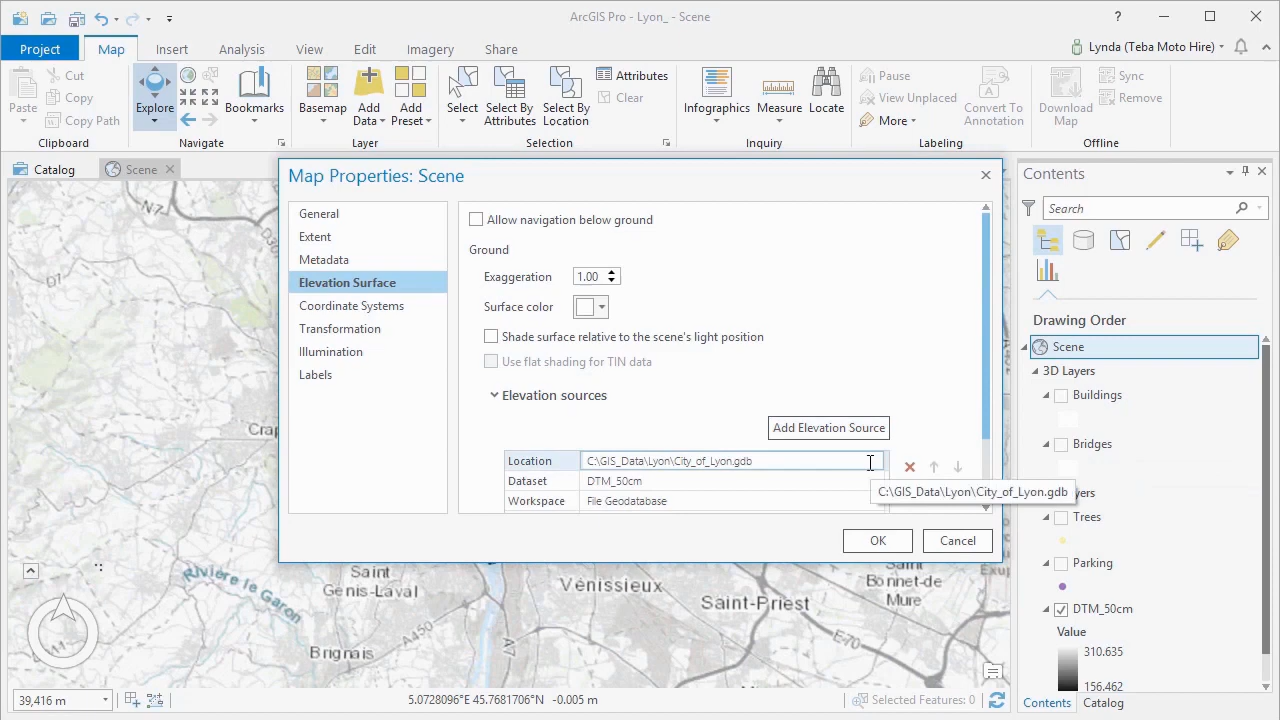 ArcGIS Pro - Lyon_ - Scene
?
Project
Map
Insert
Analysis
View
Edit
Imagery
Share
Lynda (Teba Moto Hire)
Paste
Cut
Copy
Copy Path
Clipboard
Explore
Bookmarks
Navigate
Basemap
Add Data
Add Preset
Layer
Select
Select By Attributes
Select By Location
Attributes
Clear
Selection
Infographics
Measure
Locate
Inquiry
Pause
View Unplaced
More
Convert To Annotation
Labeling
Download Map
Sync
Remove
Offline
Catalog
Scene
Map Properties: Scene
General
Extent
Metadata
Elevation Surface
Coordinate Systems
Transformation
Illumination
Labels
Allow navigation below ground
Ground
Exaggeration
1.00
Surface color
Shade surface relative to the scene's light position
Use flat shading for TIN data
Elevation sources
Add Elevation Source
Location
C:\GIS_Data\Lyon\City_of_Lyon.gdb
Dataset
DTM_50cm
Workspace
File Geodatabase
C:\GIS_Data\Lyon\City_of_Lyon.gdb
OK
Cancel
Contents
Search
Drawing Order
Scene
3D Layers
Buildings
Bridges
yers
Trees
Parking
DTM_50cm
Value
310.635
156.462
Contents
Catalog
N7
D7
Crap
Rivière le Garon
Saint
Genis-Laval
Brignais
A450
A7
Vénissieux
Saint-Priest
E-70
Saint
Bonnet-de
Mure
39,416 m
5.0728096°E 45.7681706°N
-0.005 m
Selected Features: 0